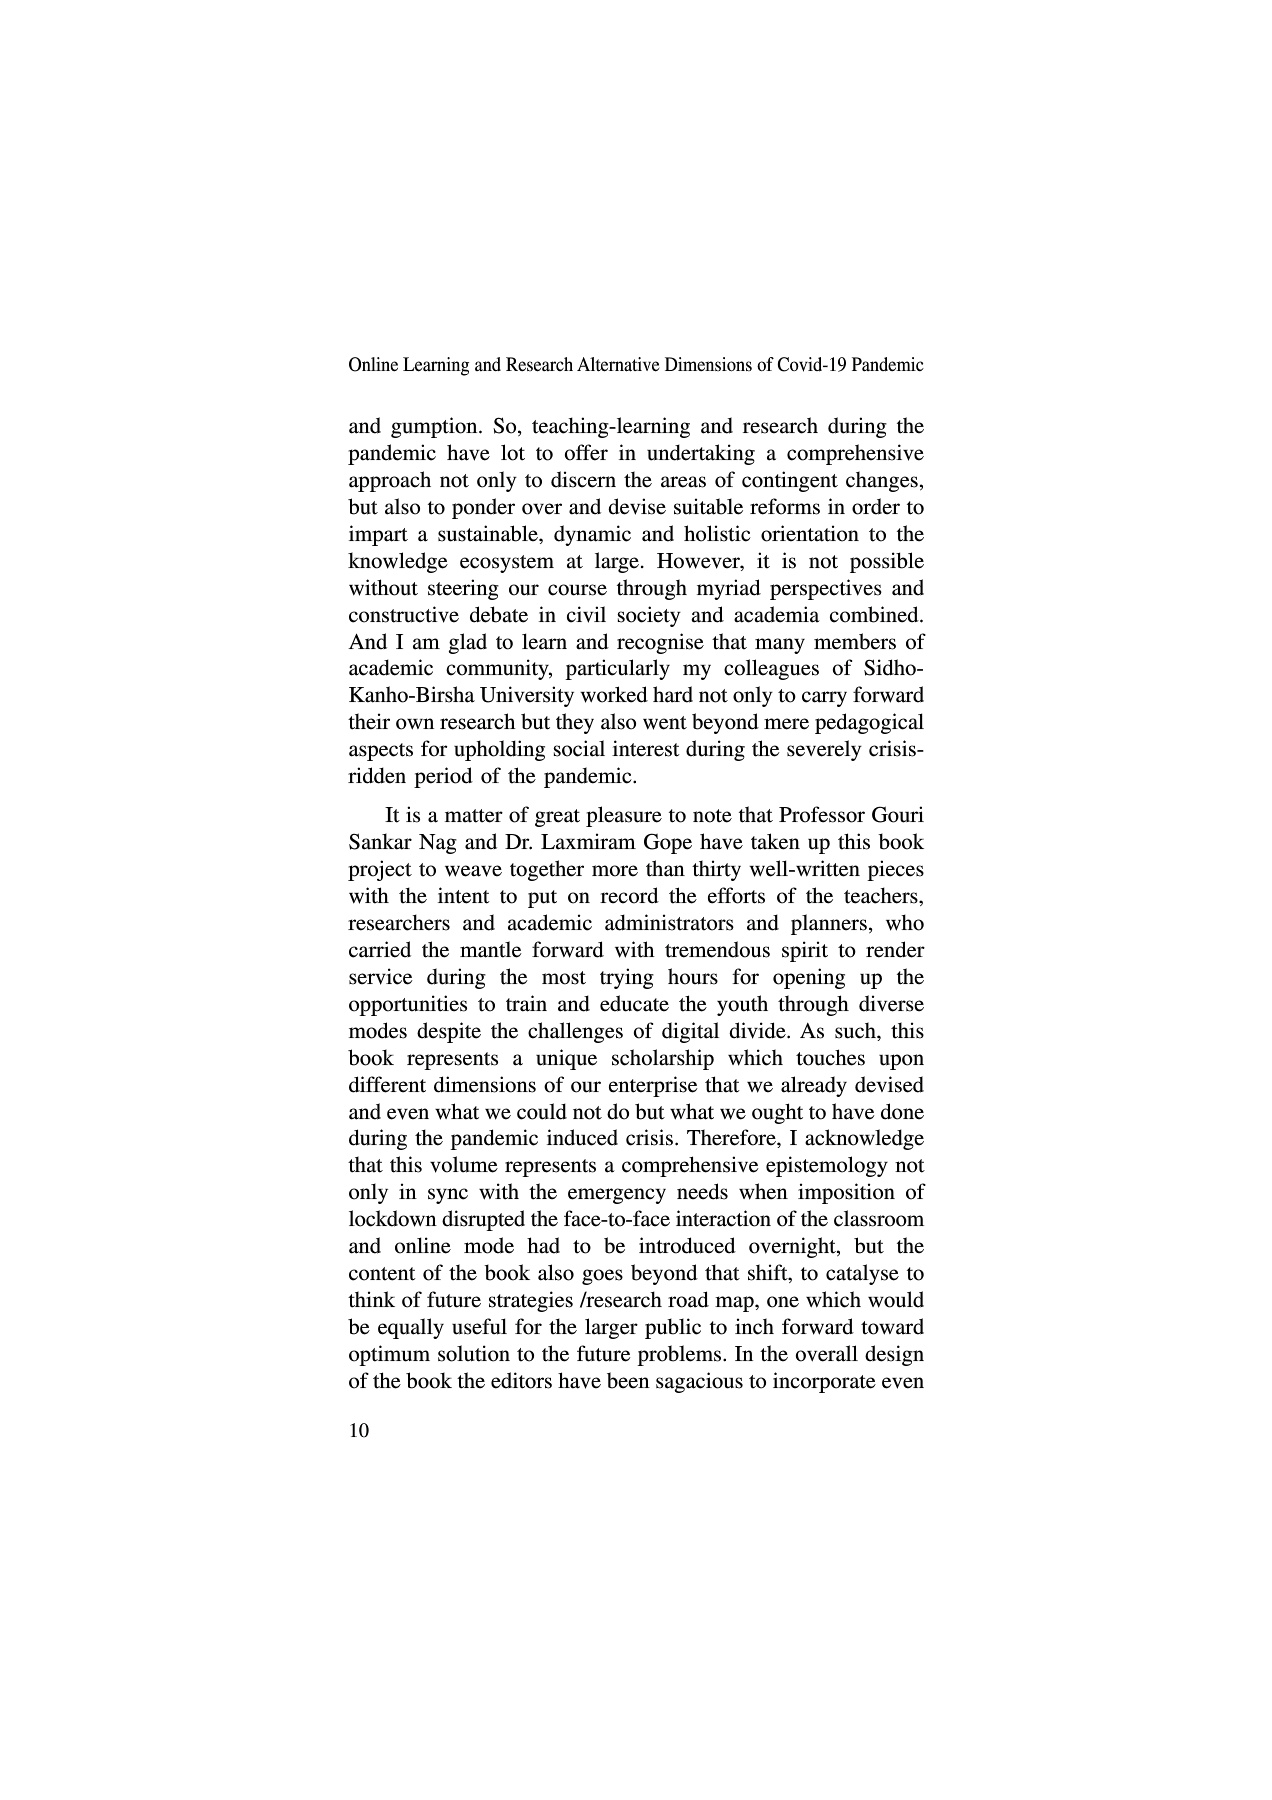 Online Learning and Research Alternative Dimensions of Covid-19 Pandemic
and gumption. So, teaching-learning and research during the
pandemic have lot to offer in undertaking a comprehensive
approach not only to discern the areas of contingent changes,
but also to ponder over and devise suitable reforms in order to
impart a sustainable, dynamic and holistic orientation to the
knowledge ecosystem at large. However, it is not possible
without steering our course through myriad perspectives and
constructive debate in civil society and academia combined.
And I am glad to learn and recognise that many members of
academic community, particularly my colleagues of Sidho-
Kanho-Birsha University worked hard not only to carry forward
their own research but they also went beyond mere pedagogical
aspects for upholding social interest during the severely crisis-
ridden period of the pandemic.
It is a matter of great pleasure to note that Professor Gouri
Sankar Nag and Dr. Laxmiram Gope have taken up this book
project to weave together more than thirty well-written pieces
with the intent to put on record the efforts of the teachers,
researchers and academic administrators and planners, who
carried the mantle forward with tremendous spirit to render
service during the most trying hours for opening up the
opportunities to train and educate the youth through diverse
modes despite the challenges of digital divide. As such, this
book represents a unique scholarship which touches upon
different dimensions of our enterprise that we already devised
and even what we could not do but what we ought to have done
during the pandemic induced crisis. Therefore, I acknowledge
that this volume represents a comprehensive epistemology not
only in sync with the emergency needs when imposition of
lockdown disrupted the face-to-face interaction of the classroom
and online mode had to be introduced overnight, but the
content of the book also goes beyond that shift, to catalyse to
think of future strategies /research road map, one which would
be equally useful for the larger public to inch forward toward
optimum solution to the future problems. In the overall design
of the book the editors have been sagacious to incorporate even
10